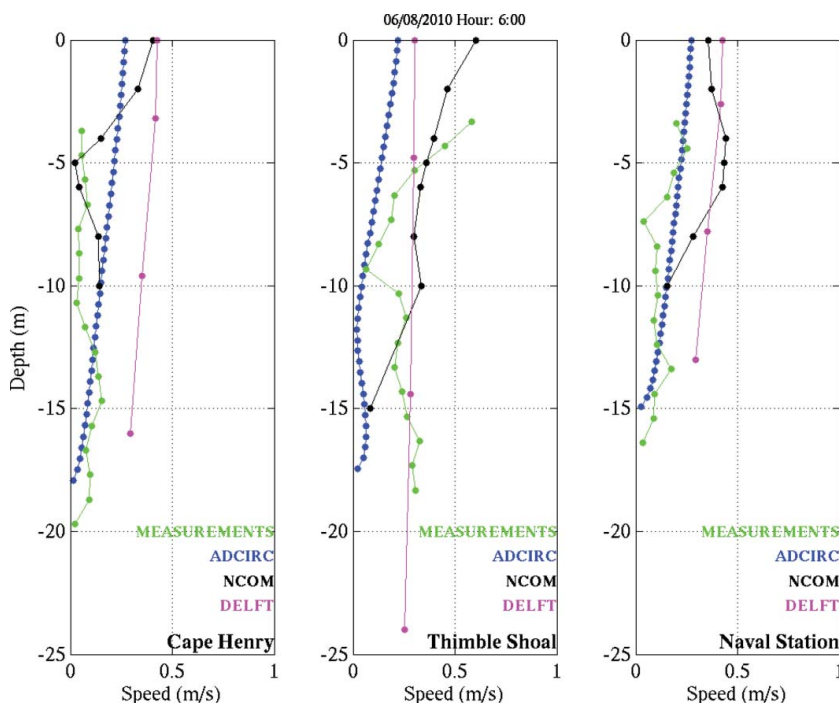 06/08/2010 Hour: 6:00
Depth (m)
0
-5
-10
-15
-20
-25
0
0.5
1
Speed (m/s)
MEASUREMENTS
ADCIRC
NCOM
DELFT
Cape Henry
0
-5
-10
-15
-20
-25
0
0.5
1
Speed (m/s)
MEASUREMENTS
ADCIRC
NCOM
DELFT
Thimble Shoal
0
-5
-10
-15
-20
-25
0
0.5
1
Speed (m/s)
MEASUREMENTS
ADCIRC
NCOM
DELFT
Naval Station